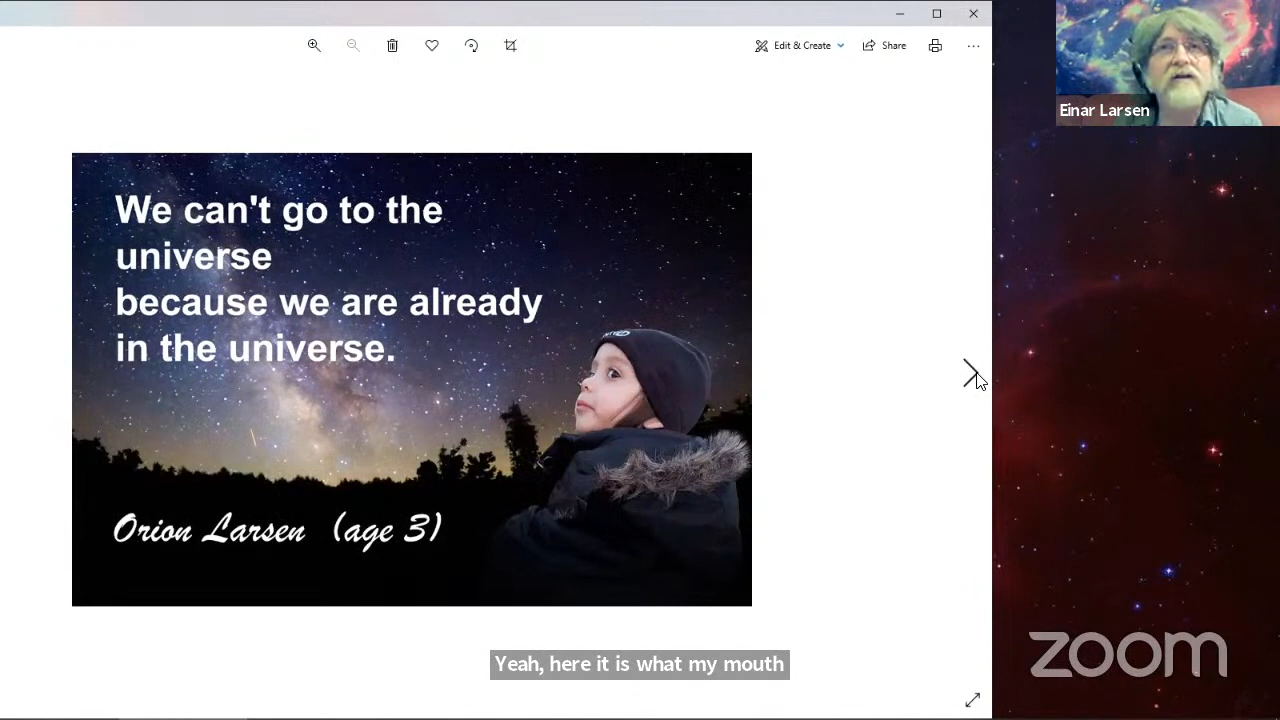 Edit & Create
Share
Einar Larsen
We can't go to the
universe
because we are already
in the universe.
Orion Larsen (age 3)
Yeah, here it is what my mouth
zoom